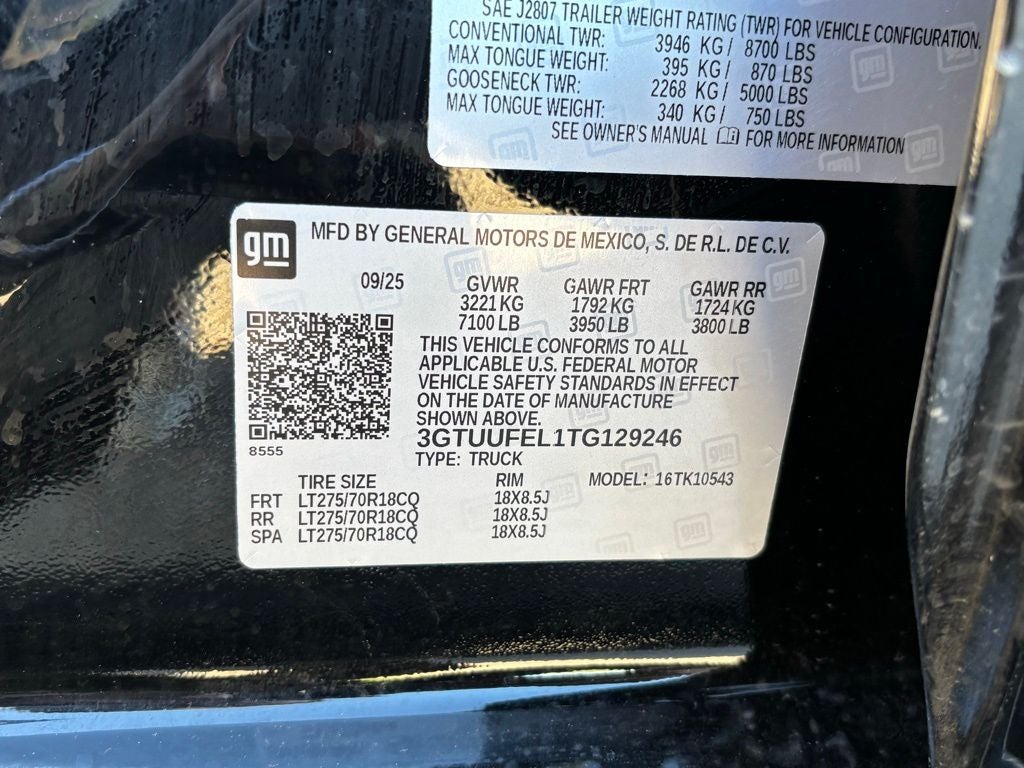 SAE J2807 TRAILER WEIGHT RATING (TWR) FOR VEHICLE CONFIGURATION.
CONVENTIONAL TWR: 3946 KG / 8700 LBS
MAX TONGUE WEIGHT: 395 KG / 870 LBS
GOOSENECK TWR: 2268 KG / 5000 LBS
MAX TONGUE WEIGHT: 340 KG / 750 LBS
SEE OWNER'S MANUAL FOR MORE INFORMATION
gm MFD BY GENERAL MOTORS DE MEXICO, S. DE R.L. DE C.V.
09/25 GVWR GAWR FRT GAWR RR
3221 KG 1792 KG 1724 KG
7100 LB 3950 LB 3800 LB
THIS VEHICLE CONFORMS TO ALL
APPLICABLE U.S. FEDERAL MOTOR
VEHICLE SAFETY STANDARDS IN EFFECT
ON THE DATE OF MANUFACTURE
SHOWN ABOVE.
3GTUUFEL1TG129246
8555
TYPE: TRUCK
TIRE SIZE RIM MODEL: 16TK10543
FRT LT275/70R18CQ 18X8.5J
RR LT275/70R18CQ 18X8.5J
SPA LT275/70R18CQ 18X8.5J